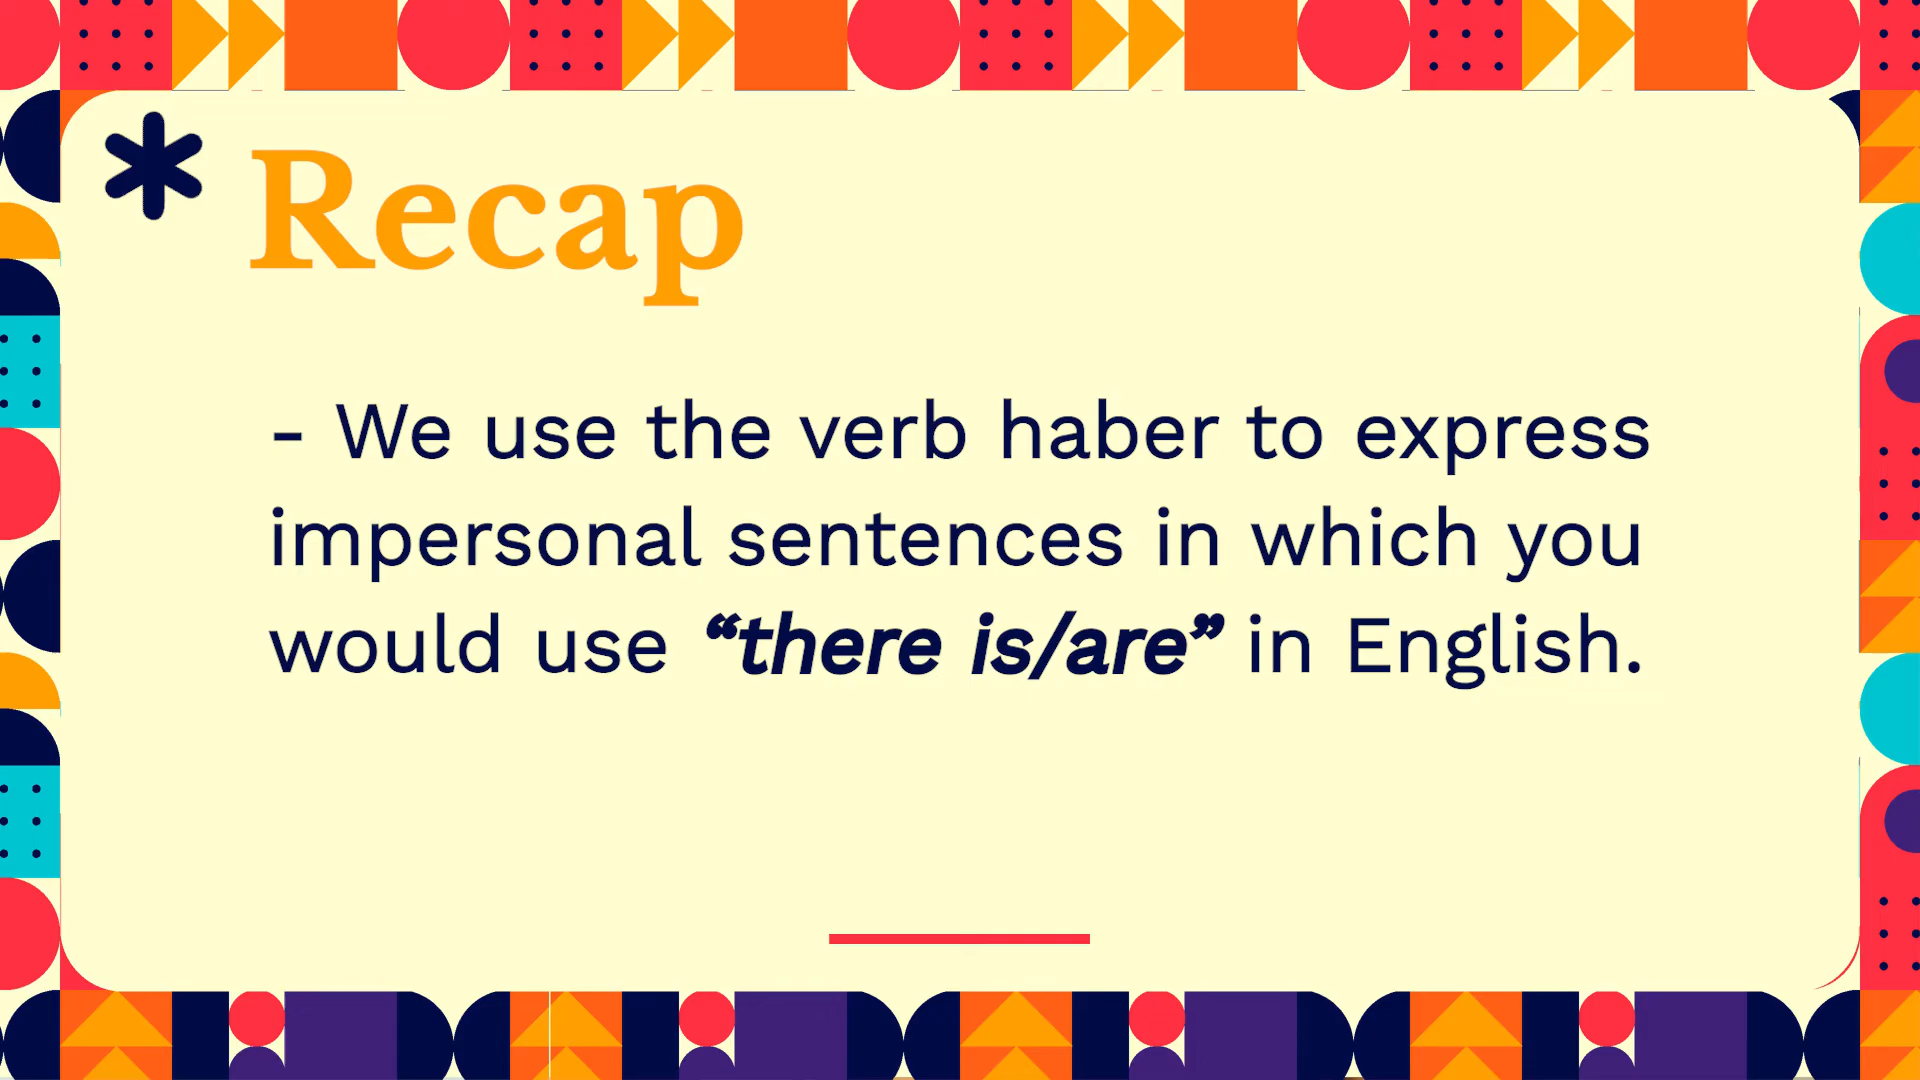 * Recap
- We use the verb haber to express
impersonal sentences in which you
would use “there is/are” in English.